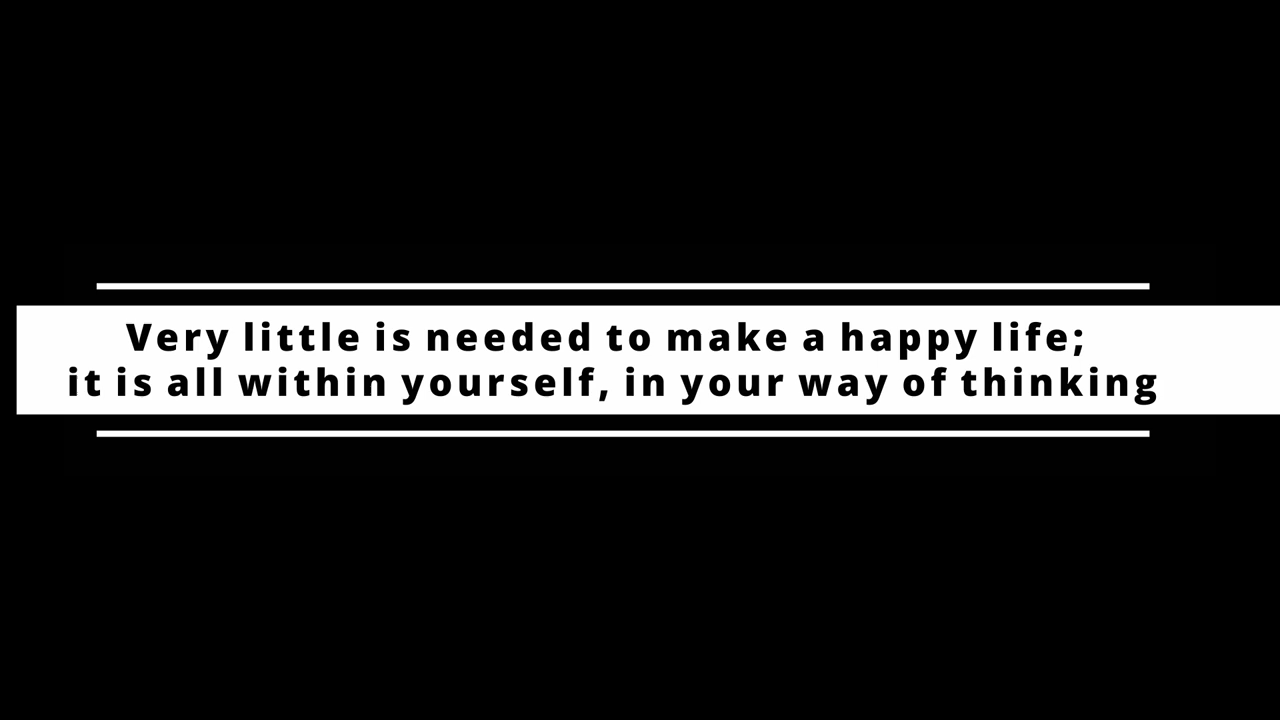 Very little is needed to make a happy life;
it is all within yourself, in your way of thinking